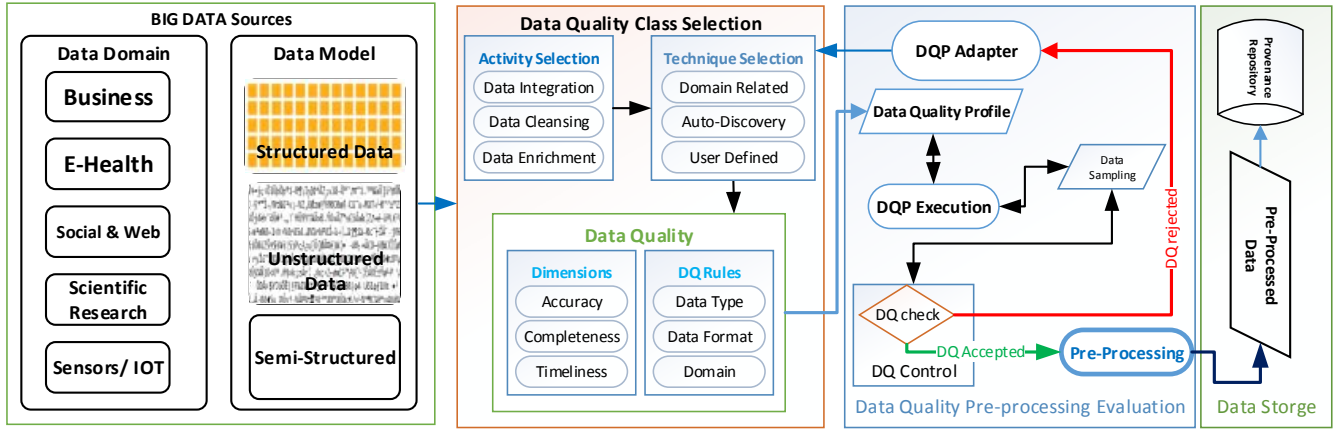 BIG DATA Sources
Data Domain
Business
E-Health
Social & Web
Scientific
Research
Sensors/ IOT
Data Model
Structured Data
Unstructured
Data
Semi-Structured
Data Quality Class Selection
Activity Selection
Data Integration
Data Cleansing
Data Enrichment
Technique Selection
Domain Related
Auto-Discovery
User Defined
Data Quality
Dimensions
Accuracy
Completeness
Timeliness
DQ Rules
Data Type
Data Format
Domain
DQP Adapter
Data Quality Profile
Data
Sampling
DQP Execution
DQ rejected
DQ check
DQ Accepted
DQ Control
Pre-Processing
Data Quality Pre-processing Evaluation
Provenance
Repository
Pre-Processed
Data
Data Storge